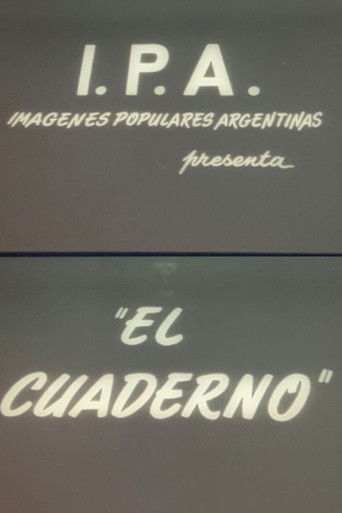 I.P.A.
IMAGENES POPULARES ARGENTINAS
presenta
"EL
CUADERNO"